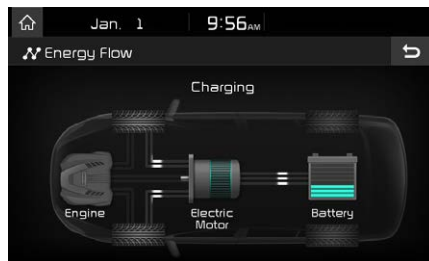 Jan. 1 9:56AM
Energy Flow
Charging
Engine
Electric
Motor
Battery